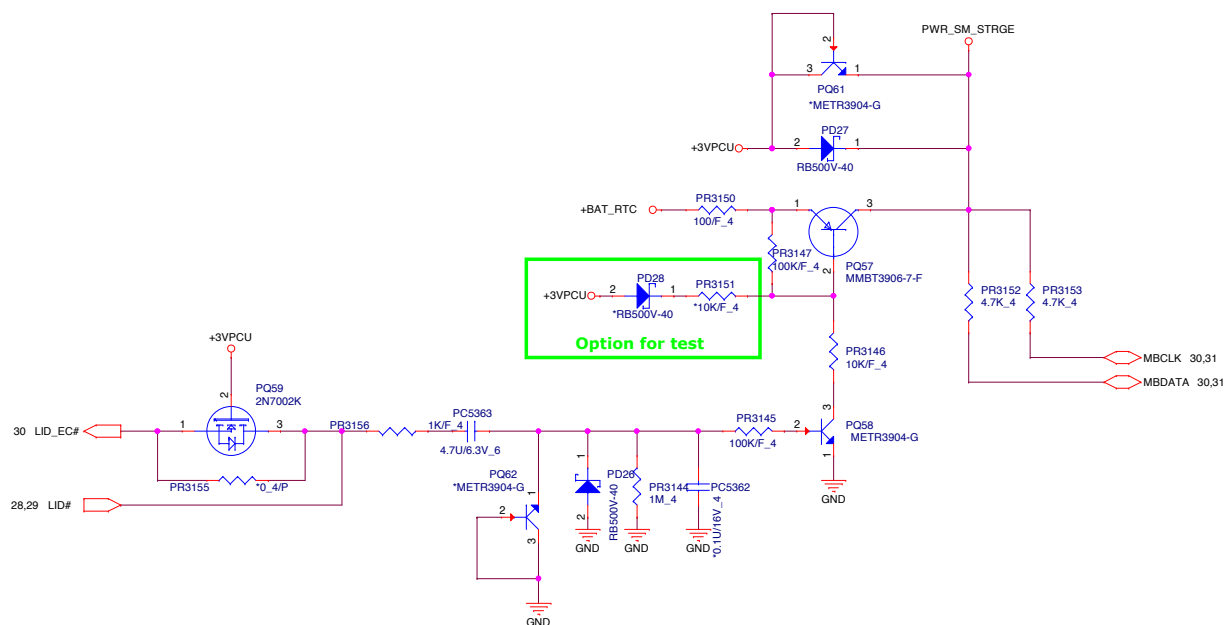 PWR_SM_STRGE
2
3
1
PQ61
*METR3904-G
PD27
+3VPCU
2
1
RB500V-40
PR3150
+BAT_RTC
100/F_4
1
3
PR3147
100K/F_4
2
PQ57
MMBT3906-7-F
PD28
PR3151
+3VPCU
2
1
*RB500V-40
*10K/F_4
Option for test
PR3152
4.7K_4
PR3153
4.7K_4
+3VPCU
PR3146
10K/F_4
MBCLK 30,31
MBDATA 30,31
2
PQ59
2N7002K
30 LID_EC#
1
3
PR3156
1K/F_4
PC5363
4.7U/6.3V_6
PR3145
100K/F_4
2
3
PQ58
METR3904-G
1
GND
PR3155
*0_4/P
28,29 LID#
PQ62
*METR3904-G
1
2
3
GND
1
PD26
RB500V-40
2
GND
PR3144
1M_4
GND
PC5362
*0.1U/16V_4
GND